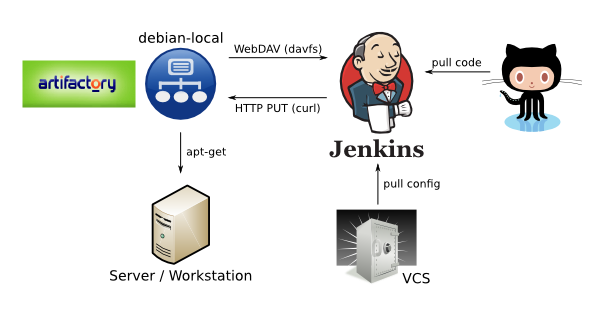 debian-local
WebDAV (davfs)
pull code
artifactory
HTTP PUT (curl)
Jenkins
apt-get
pull config
Server / Workstation
VCS